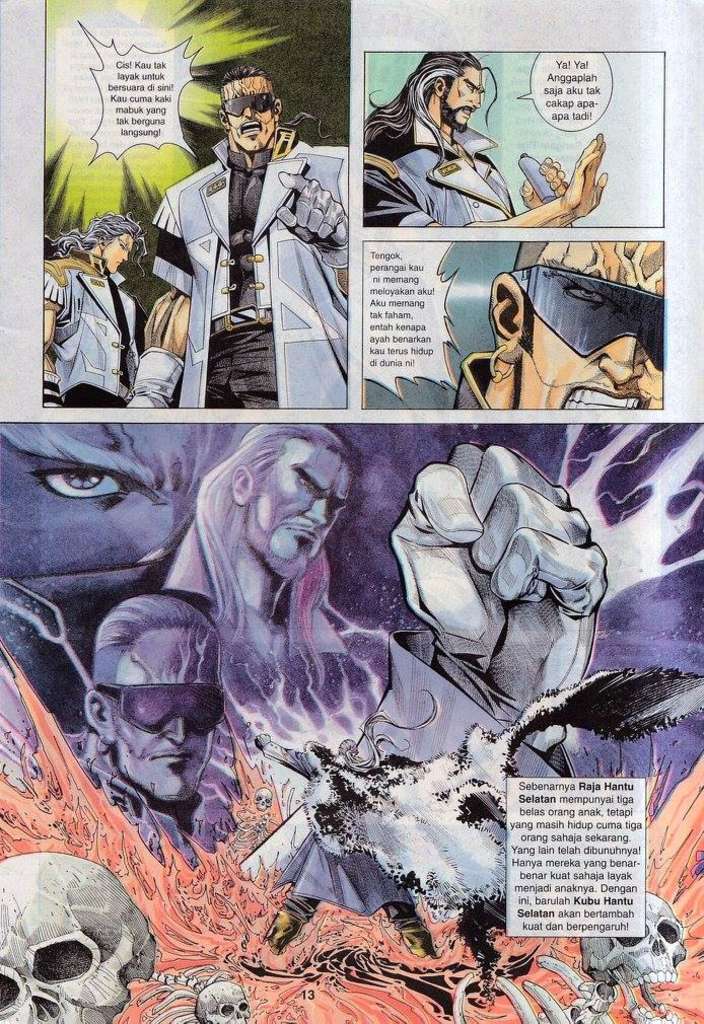 Cis! Kau tak
layak untuk
bersuara di sini!
Kau cuma kaki
mabuk yang
tak berguna
langsung!
Ya! Ya!
Anggaplah
saja aku tak
cakap apa-
apa tadi!
Tengok,
perangai kau
ni memang
meloyakan aku!
Aku memang
tak faham,
entah kenapa
ayah benarkan
kau terus hidup
di dunia ni!
Sebenarnya Raja Hantu
Selatan mempunyai tiga
belas orang anak, tetapi
yang masih hidup cuma tiga
orang sahaja sekarang.
Yang lain telah dibunuhnya!
Hanya mereka yang benar-
benar kuat sahaja layak
menjadi anaknya. Dengan
ini, barulah Kubu Hantu
Selatan akan bertambah
kuat dan berpengaruh!
13